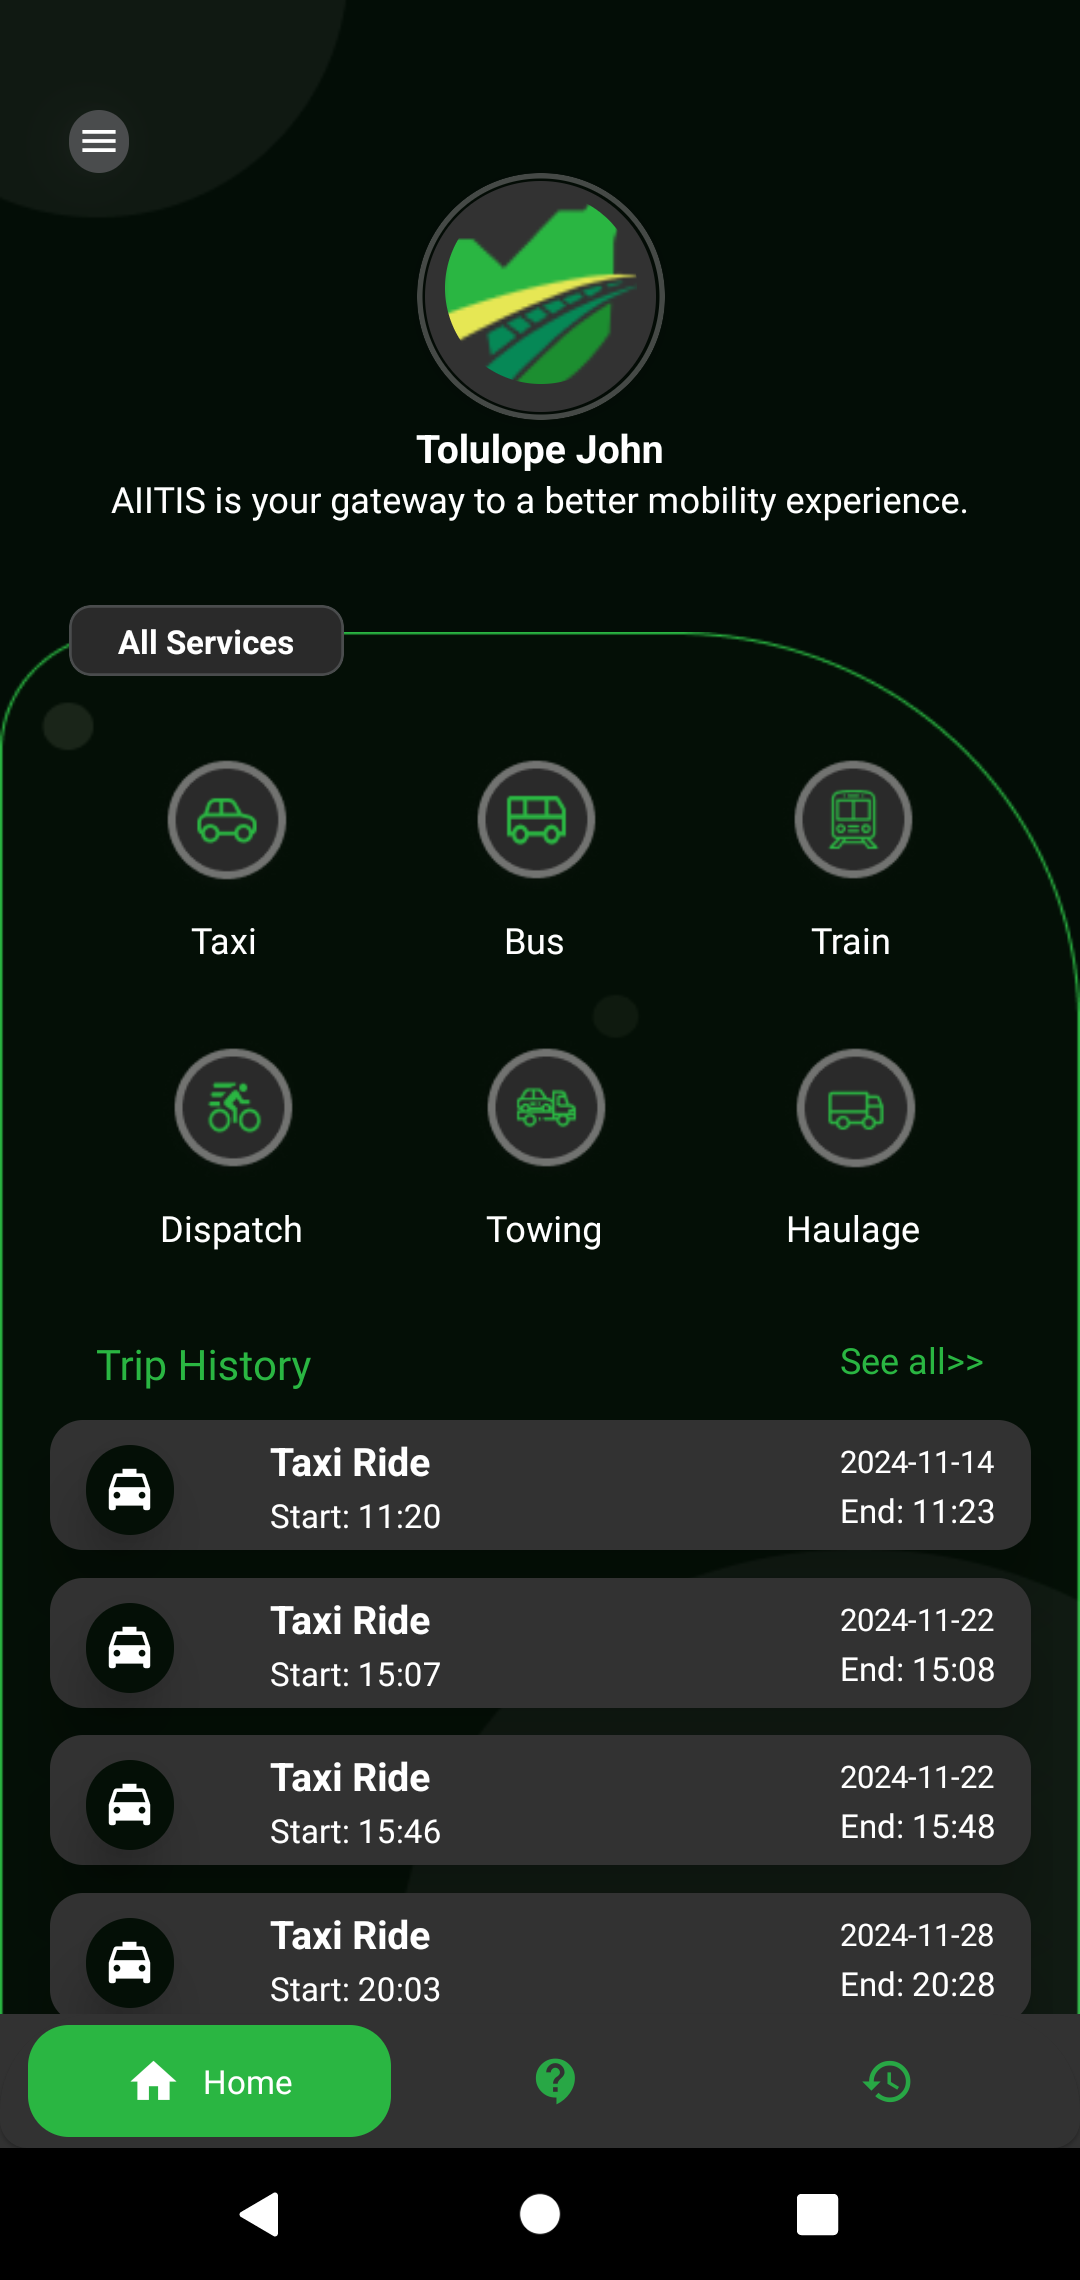 Tolulope John
AIITIS is your gateway to a better mobility experience.
All Services
Taxi
Bus
Train
Dispatch
Towing
Haulage
Trip History
See all>>
Taxi Ride
2024-11-14
Start: 11:20
End: 11:23
Taxi Ride
2024-11-22
Start: 15:07
End: 15:08
Taxi Ride
2024-11-22
Start: 15:46
End: 15:48
Taxi Ride
2024-11-28
Start: 20:03
End: 20:28
Home